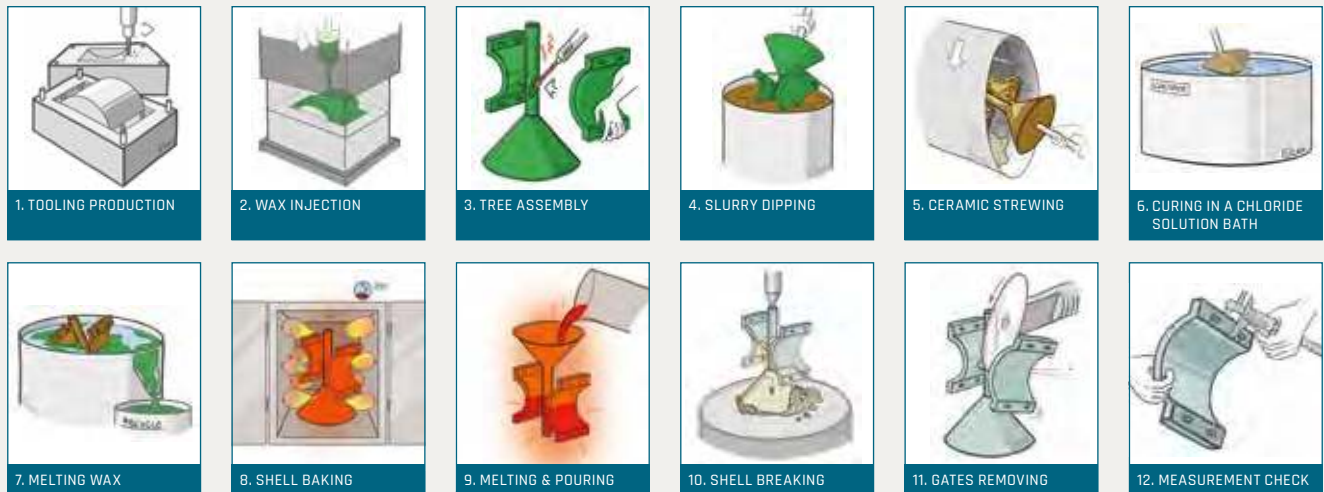 1. TOOLING PRODUCTION
2. WAX INJECTION
3. TREE ASSEMBLY
4. SLURRY DIPPING
5. CERAMIC STREWING
6. CURING IN A CHLORIDE
SOLUTION BATH
7. MELTING WAX
RECYCLO
8. SHELL BAKING
9. MELTING & POURING
10. SHELL BREAKING
11. GATES REMOVING
12. MEASUREMENT CHECK